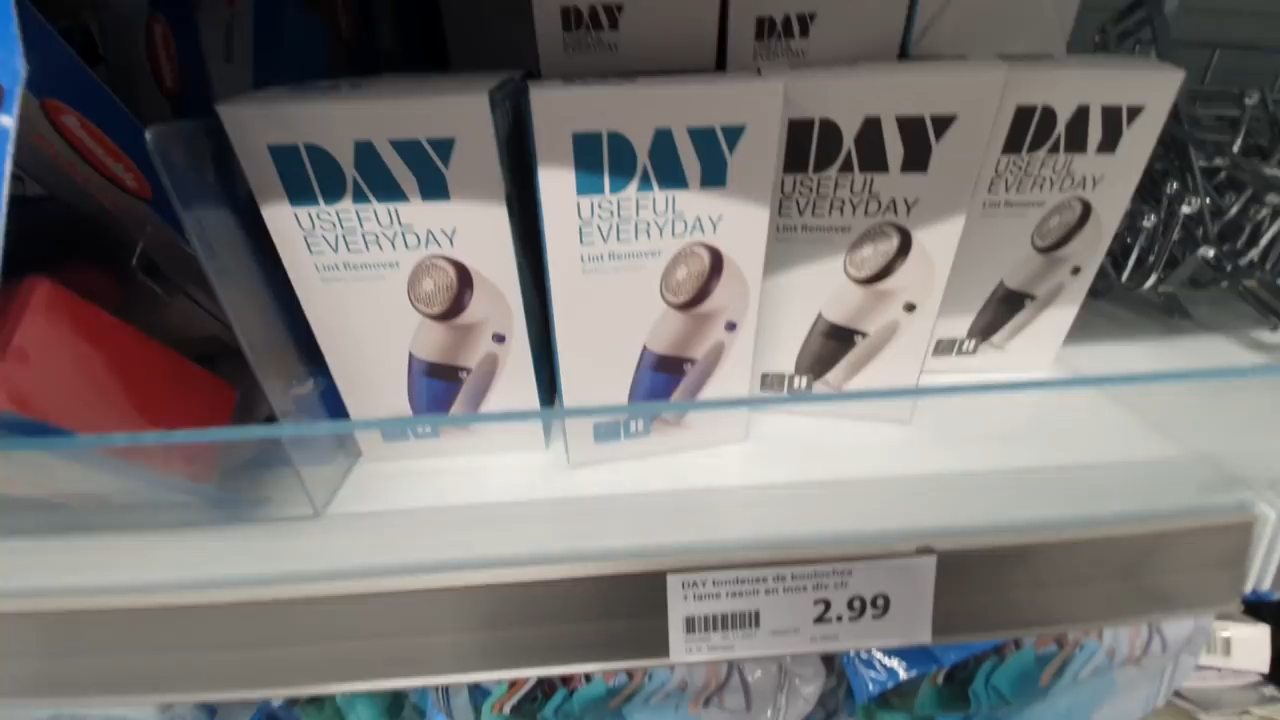 DAY
DAY
DAY
USEFUL
EVERYDAY
Lint Remover
DAY
USEFUL
EVERYDAY
Lint Remover
DAY
USEFUL
EVERYDAY
Lint Remover
DAY
USEFUL
EVERYDAY
Lint Remover
DAY tondeuse de bouloches
+ lame rasoir en inox div clr
2.99